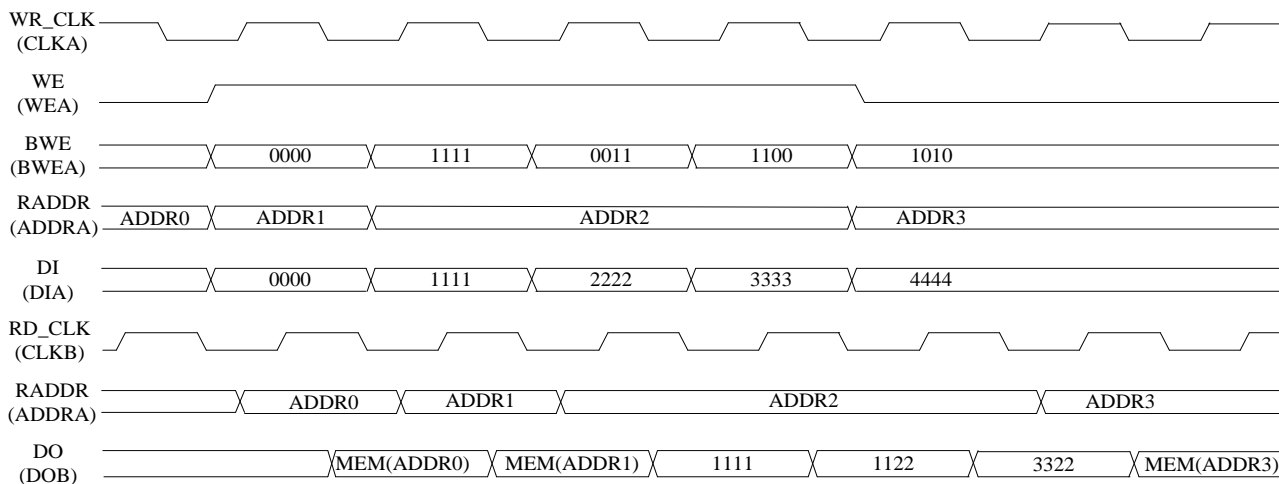 WR_CLK
(CLKA)
WE
(WEA)
BWE
(BWEA)
0000 1111 0011 1100 1010
RADDR
(ADDRA)
ADDR0 ADDR1 ADDR2 ADDR3
DI
(DIA)
0000 1111 2222 3333 4444
RD_CLK
(CLKB)
RADDR
(ADDRA)
ADDR0 ADDR1 ADDR2 ADDR3
DO
(DOB)
MEM(ADDR0) MEM(ADDR1) 1111 1122 3322 MEM(ADDR3)